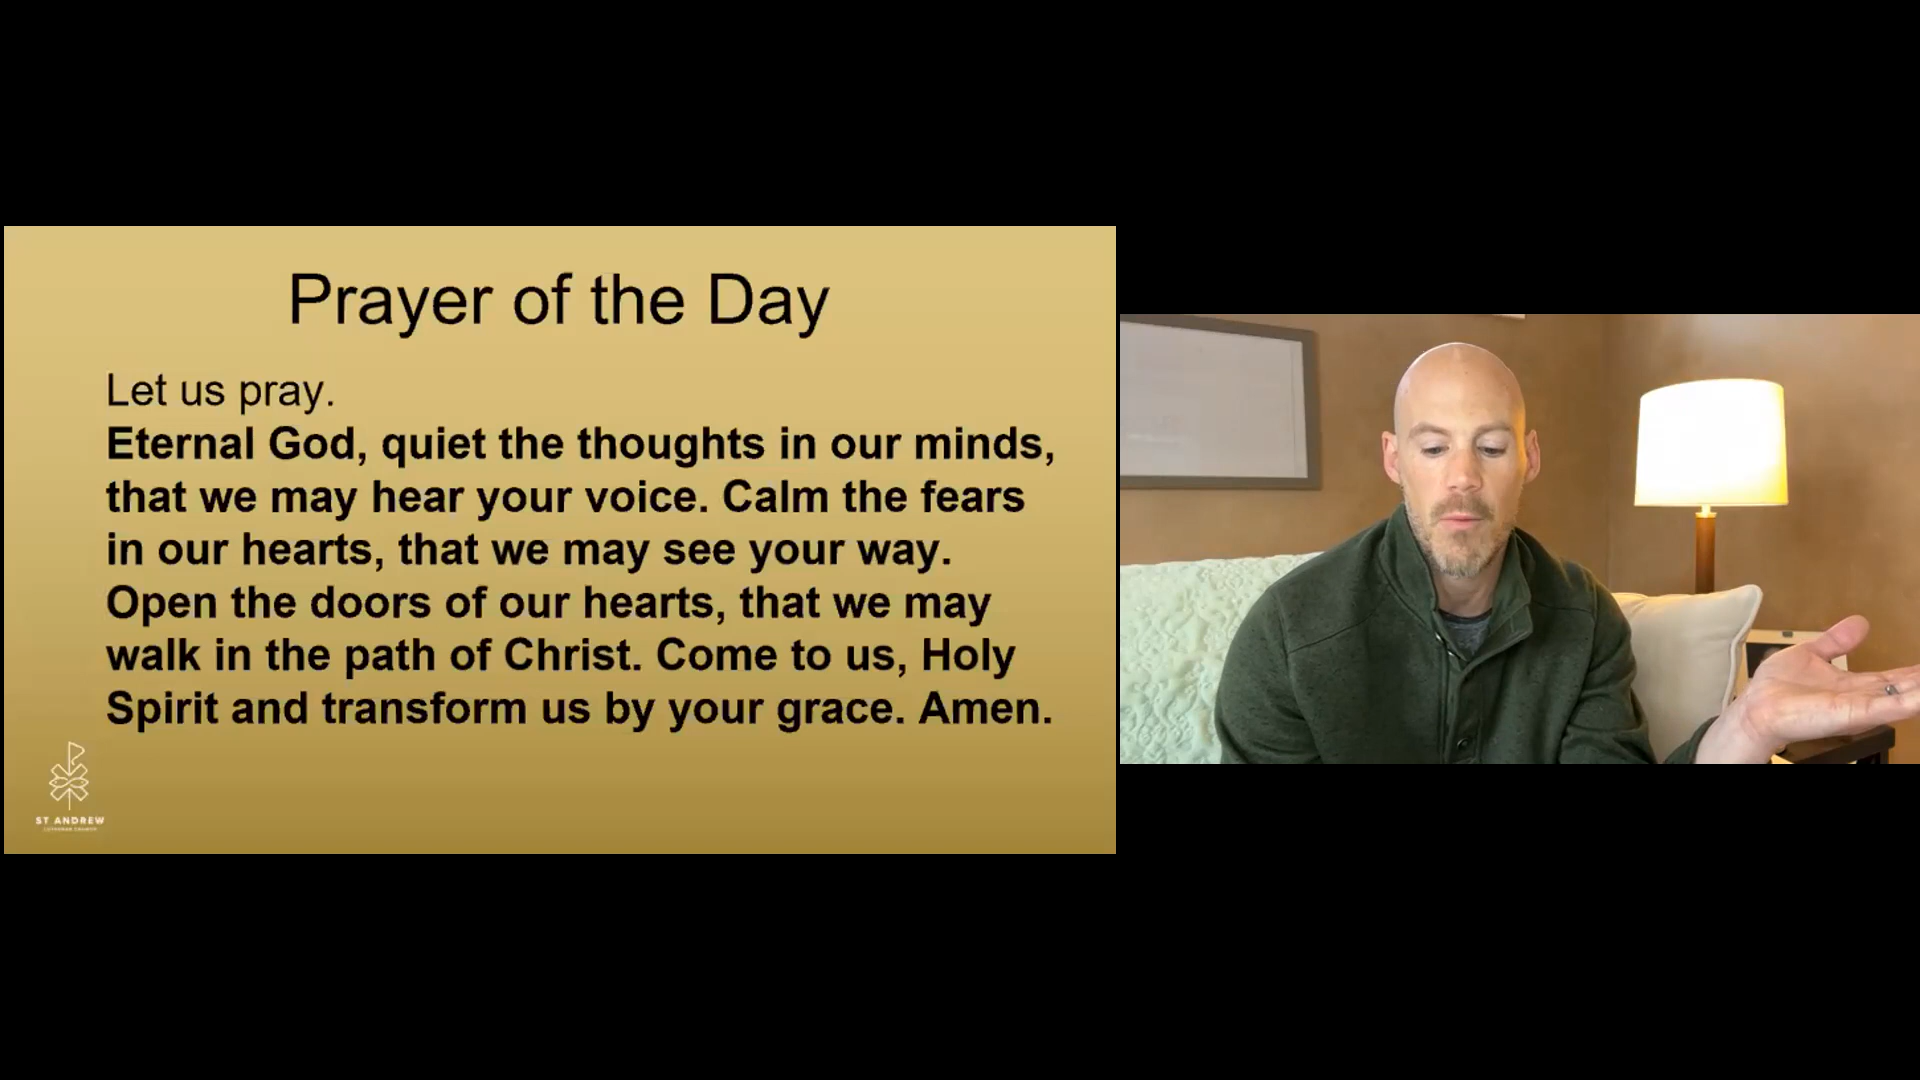 Prayer of the Day
Let us pray.
Eternal God, quiet the thoughts in our minds,
that we may hear your voice. Calm the fears
in our hearts, that we may see your way.
Open the doors of our hearts, that we may
walk in the path of Christ. Come to us, Holy
Spirit and transform us by your grace. Amen.
ST ANDREW
LUTHERAN CHURCH